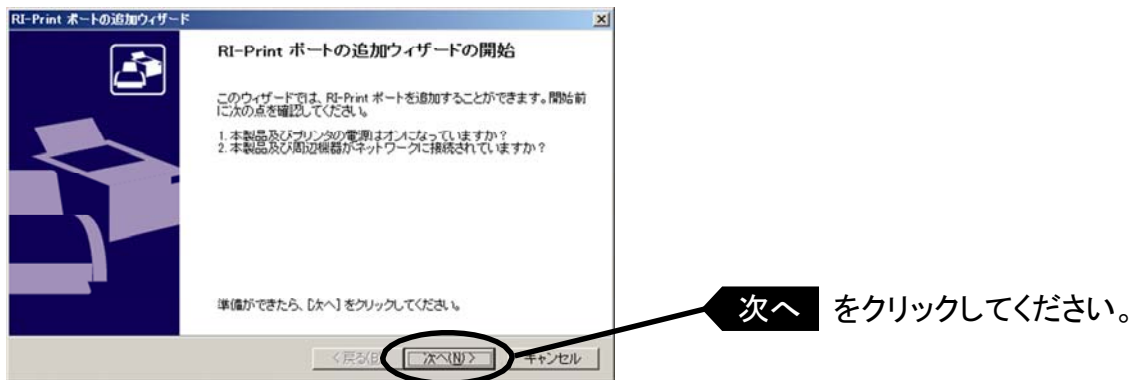 RI-Print ポートの追加ウィザード
RI-Print ポートの追加ウィザードの開始
このウィザードでは、RI-Print ポートを追加することができます。開始前
に次の点を確認してください。
1. 本製品及びプリンタの電源はオンになっていますか？
2. 本製品及び周辺機器がネットワークに接続されていますか？
準備ができたら、[次へ] をクリックしてください。
次へ をクリックしてください。
< 戻る(B) 次へ(N) > キャンセル